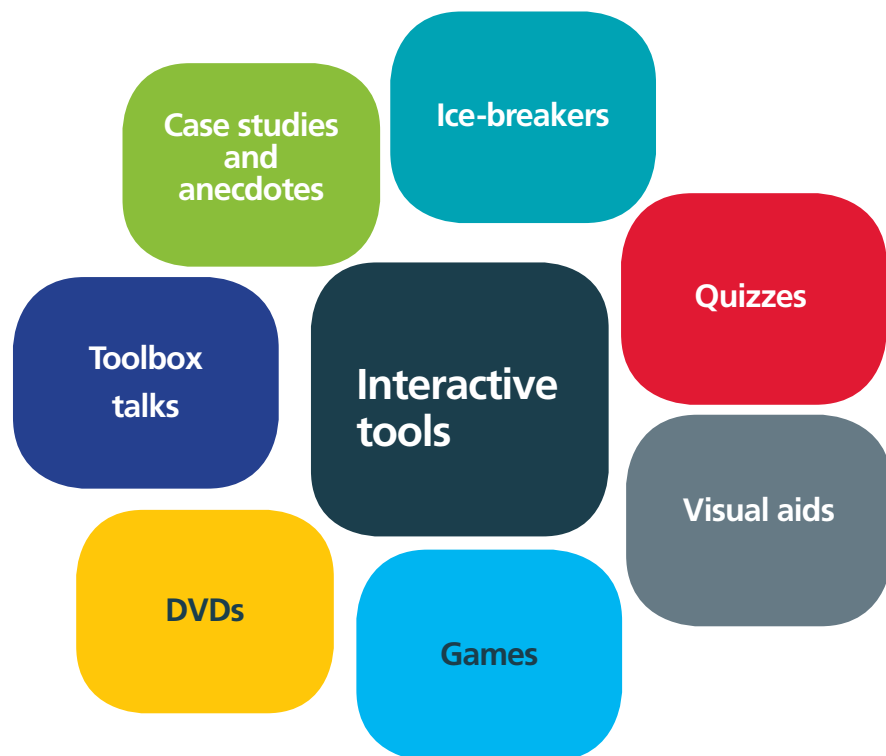 Case studies
and
anecdotes
Ice-breakers
Quizzes
Toolbox
talks
Interactive
tools
Visual aids
DVDs
Games